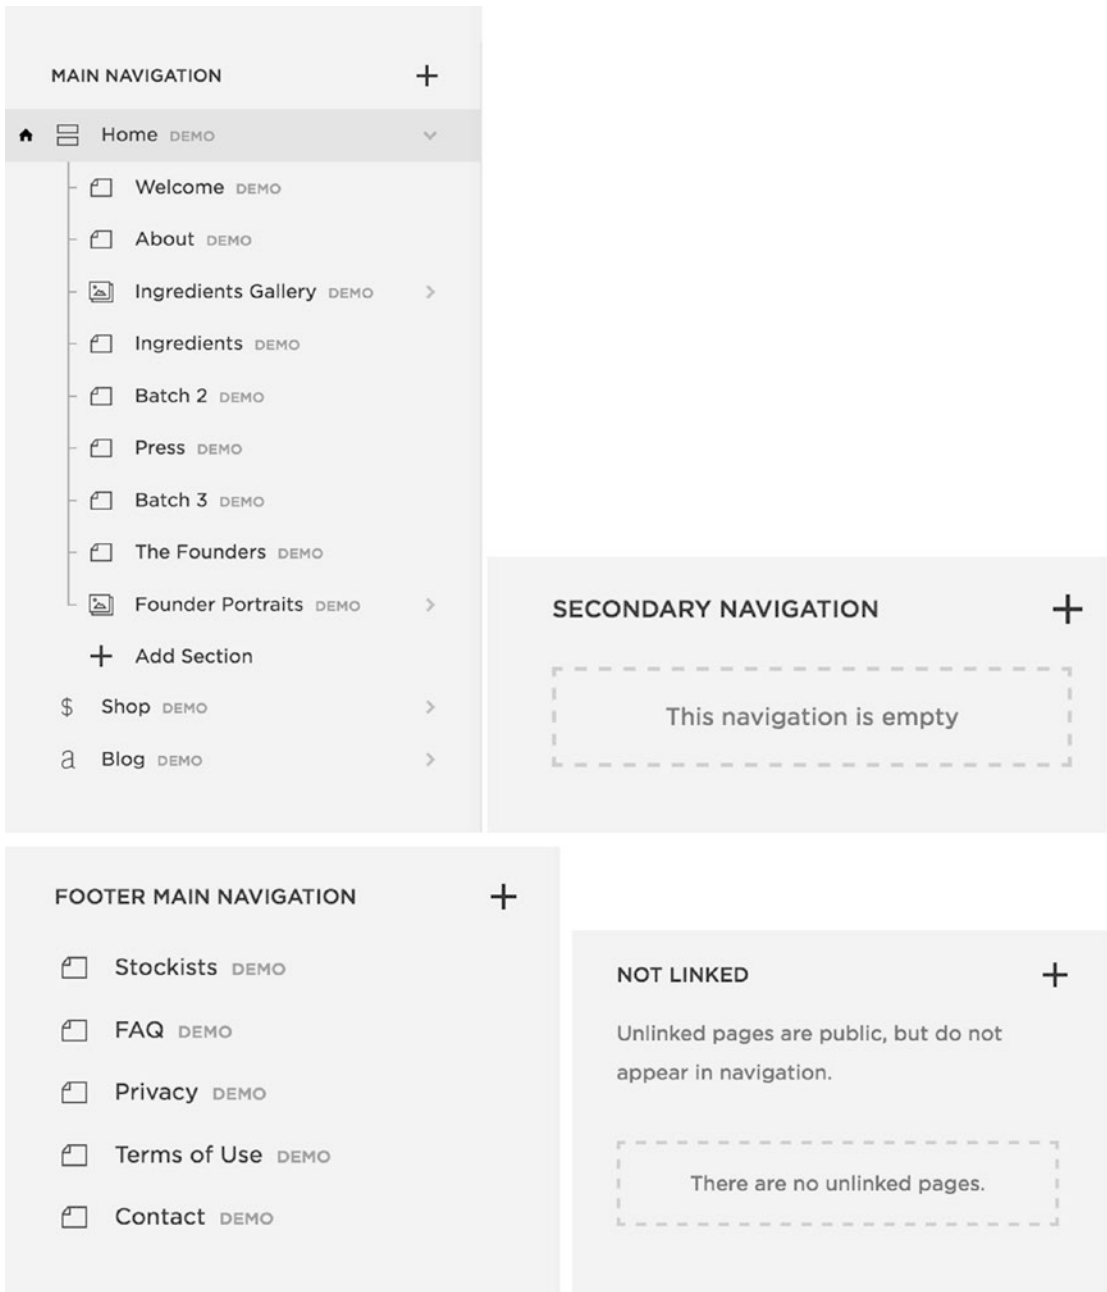 MAIN NAVIGATION
Home DEMO
Welcome DEMO
About DEMO
Ingredients Gallery DEMO
Ingredients DEMO
Batch 2 DEMO
Press DEMO
Batch 3 DEMO
The Founders DEMO
Founder Portraits DEMO
Add Section
$ Shop DEMO
a Blog DEMO
SECONDARY NAVIGATION
This navigation is empty
FOOTER MAIN NAVIGATION
Stockists DEMO
FAQ DEMO
Privacy DEMO
Terms of Use DEMO
Contact DEMO
NOT LINKED
Unlinked pages are public, but do not
appear in navigation.
There are no unlinked pages.